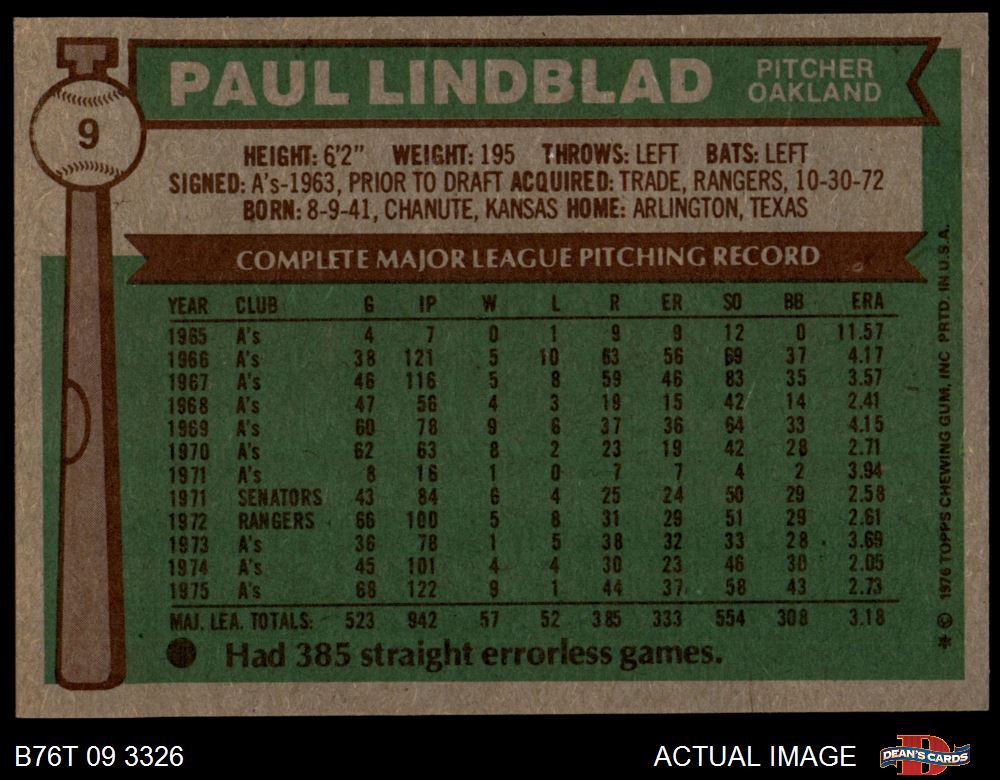 PAUL LINDBLAD
PITCHER
OAKLAND
9
HEIGHT: 6'2" WEIGHT: 195 THROWS: LEFT BATS: LEFT
SIGNED: A's-1963, PRIOR TO DRAFT ACQUIRED: TRADE, RANGERS, 10-30-72
BORN: 8-9-41, CHANUTE, KANSAS HOME: ARLINGTON, TEXAS
COMPLETE MAJOR LEAGUE PITCHING RECORD
YEAR CLUB G IP W L R ER SO BB ERA
1965 A's 4 7 0 1 9 9 12 0 11.57
1966 A's 38 121 5 10 63 56 69 37 4.17
1967 A's 46 116 5 8 59 46 83 35 3.57
1968 A's 47 56 4 3 19 15 42 14 2.41
1969 A's 60 78 9 6 37 36 64 33 4.15
1970 A's 62 63 8 2 23 19 42 28 2.71
1971 A's 8 16 1 0 7 7 4 2 3.94
1971 SENATORS 43 84 6 4 25 24 50 29 2.58
1972 RANGERS 66 100 5 8 31 29 51 29 2.61
1973 A's 36 78 1 5 38 32 33 28 3.69
1974 A's 45 101 4 4 30 23 46 30 2.05
1975 A's 68 122 9 1 44 37 58 43 2.73
MAJ. LEA. TOTALS: 523 942 57 52 385 333 554 308 3.18
Had 385 straight errorless games.
* © 1976 TOPPS CHEWING GUM, INC PRTD. IN U.S.A.
B76T 09 3326
ACTUAL IMAGE
D
DEAN'S CARDS